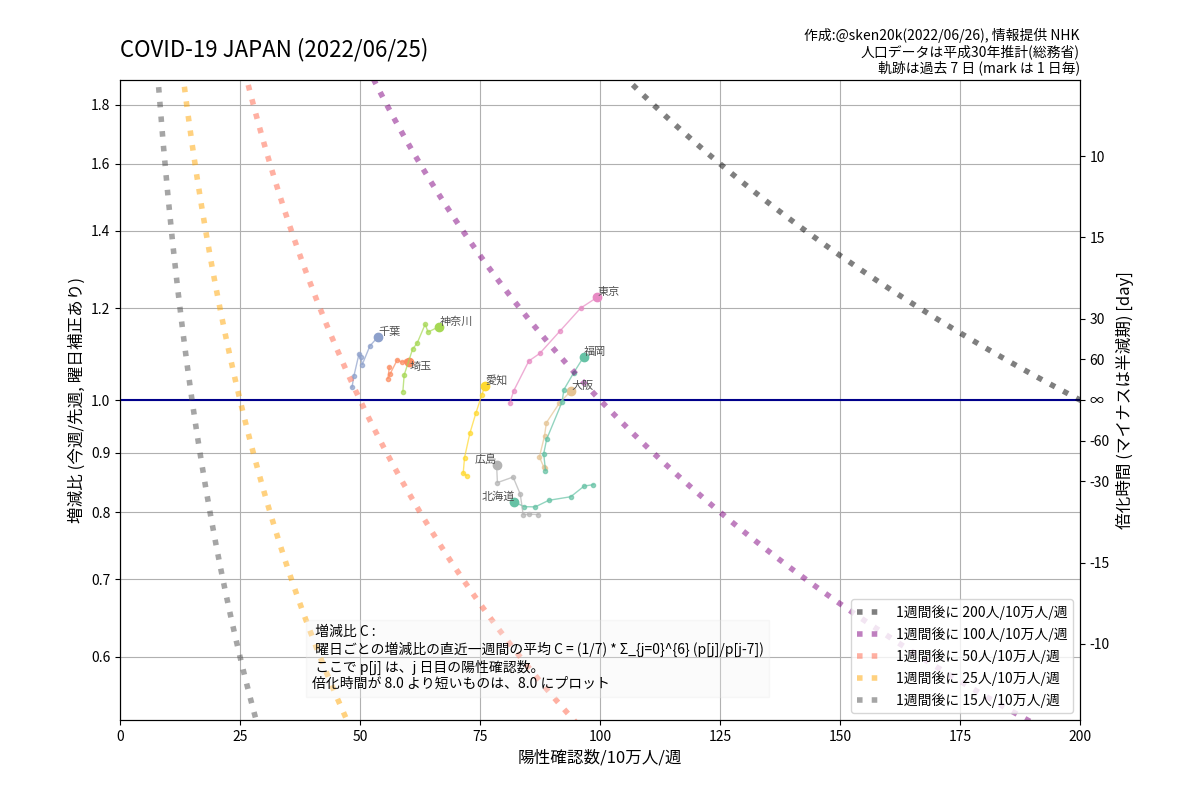 COVID-19 JAPAN (2022/06/25)
作成:@sken20k(2022/06/26), 情報提供 NHK
人口データは平成30年推計(総務省)
軌跡は過去 7 日 (mark は 1 日毎)
1.8
1.6
1.4
1.2
1.0
0.9
0.8
0.7
0.6
増減比 (今週/先週, 曜日補正あり)
10
15
30
60
∞
-60
-30
-15
-10
倍化時間 (マイナスは半減期) [day]
東京
神奈川
千葉
福岡
埼玉
愛知
大阪
広島
北海道
1週間後に 200人/10万人/週
1週間後に 100人/10万人/週
1週間後に 50人/10万人/週
1週間後に 25人/10万人/週
1週間後に 15人/10万人/週
増減比 C :
曜日ごとの増減比の直近一週間の平均 C = (1/7) * Σ_{j=0}^{6} (p[j]/p[j-7])
ここで p[j] は、j 日目の陽性確認数。
倍化時間が 8.0 より短いものは、8.0 にプロット
0
25
50
75
100
125
150
175
200
陽性確認数/10万人/週